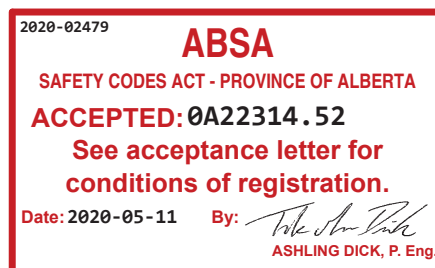 2020-02479
ABSA
SAFETY CODES ACT - PROVINCE OF ALBERTA
ACCEPTED: 0A22314.52
See acceptance letter for
conditions of registration.
Date: 2020-05-11 By:
ASHLING DICK, P. Eng.